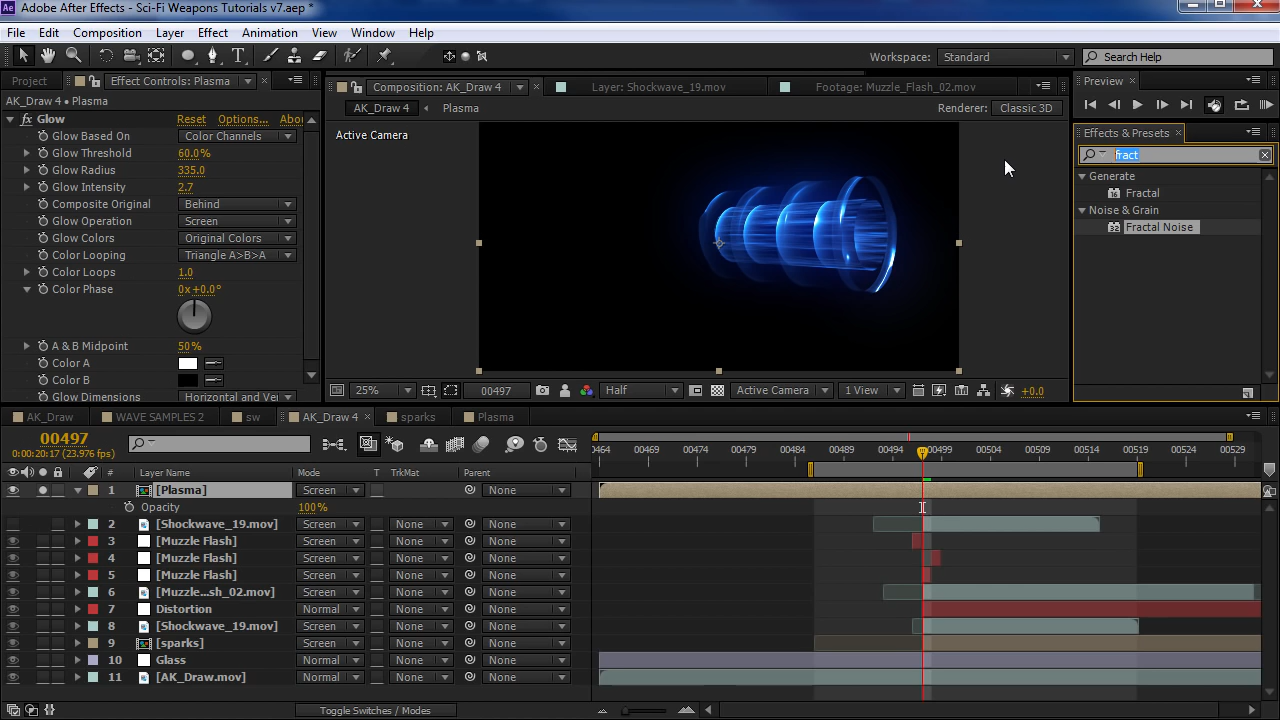 Adobe After Effects - Sci-Fi Weapons Tutorials v7.aep *
File Edit Composition Layer Effect Animation View Window Help
Workspace: Standard Search Help
Project Effect Controls: Plasma Composition: AK_Draw 4 Layer: Shockwave_19.mov Footage: Muzzle_Flash_02.mov Preview
AK_Draw 4 • Plasma AK_Draw 4 Plasma Renderer: Classic 3D
fx Glow Reset Options... Abou
Active Camera
Glow Based On Color Channels
Glow Threshold 60.0%
Glow Radius 335.0
Glow Intensity 2.7
Composite Original Behind
Glow Operation Screen
Glow Colors Original Colors
Color Looping Triangle A>B>A
Color Loops 1.0
Color Phase 0x+0.0°
A & B Midpoint 50%
Color A
Color B
Glow Dimensions Horizontal and Ver
Effects & Presets
fract
Generate
16 Fractal
Noise & Grain
32 Fractal Noise
25% 00497 Half Active Camera 1 View +0.0
AK_Draw WAVE SAMPLES 2 sw AK_Draw 4 sparks Plasma
00497
0:00:20:17 (23.976 fps)
0464 00469 00474 00479 00484 00489 00494 00499 00504 00509 00514 00519 00524 00529
# Layer Name Mode T TrkMat Parent
1 [Plasma] Screen None
Opacity 100%
2 [Shockwave_19.mov] Screen None None
3 [Muzzle Flash] Screen None None
4 [Muzzle Flash] Screen None None
5 [Muzzle Flash] Screen None None
6 [Muzzle...sh_02.mov] Screen None None
7 Distortion Normal None None
8 [Shockwave_19.mov] Screen None None
9 [sparks] Screen None None
10 Glass Normal None None
11 [AK_Draw.mov] Normal None None
Toggle Switches / Modes